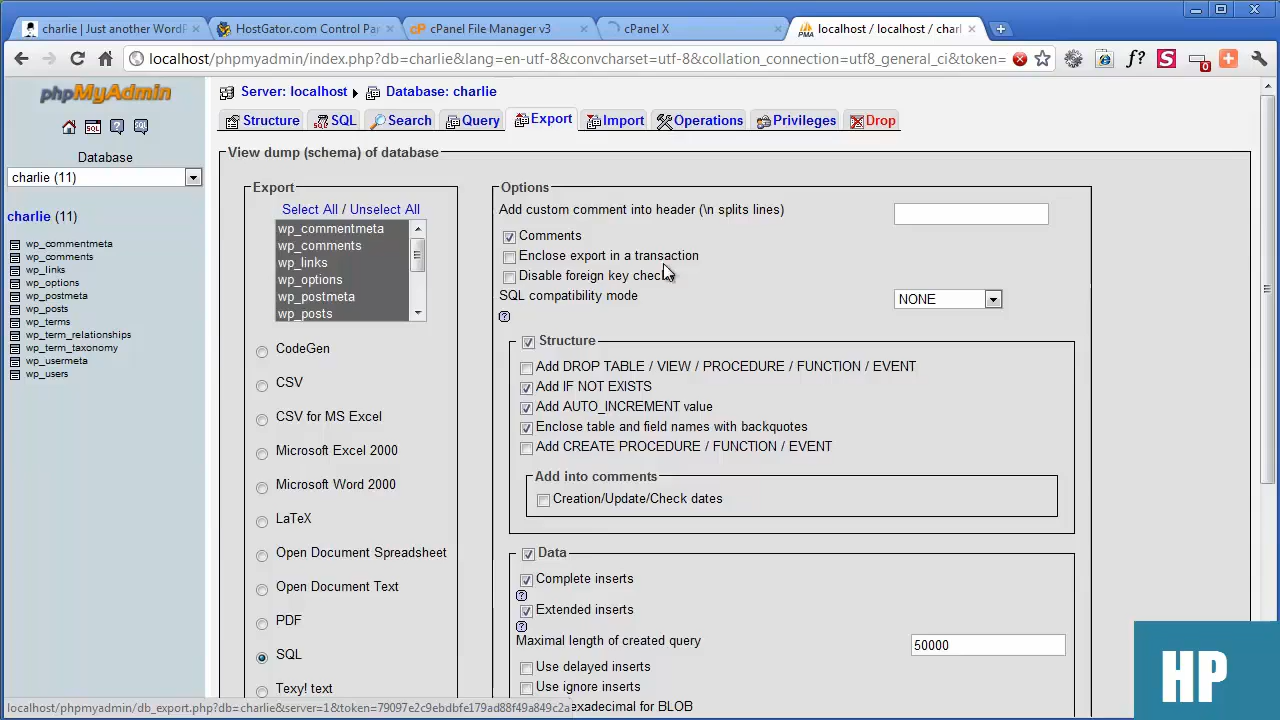 charlie | Just another WordP
HostGator.com Control Pa
cPanel File Manager v3
cPanel X
localhost / localhost / charl
localhost/phpmyadmin/index.php?db=charlie&lang=en-utf-8&convcharset=utf-8&collation_connection=utf8_general_ci&token=
f?
S
0
phpMyAdmin
Server: localhost
Database: charlie
SQL
Structure
SQL
Search
Query
Export
Import
Operations
Privileges
Drop
Database
charlie (11)
charlie (11)
wp_commentmeta
wp_comments
wp_links
wp_options
wp_postmeta
wp_posts
wp_terms
wp_term_relationships
wp_term_taxonomy
wp_usermeta
wp_users
View dump (schema) of database
Export
Select All / Unselect All
wp_commentmeta
wp_comments
wp_links
wp_options
wp_postmeta
wp_posts
CodeGen
CSV
CSV for MS Excel
Microsoft Excel 2000
Microsoft Word 2000
LaTeX
Open Document Spreadsheet
Open Document Text
PDF
SQL
Texy! text
Options
Add custom comment into header (\n splits lines)
Comments
Enclose export in a transaction
Disable foreign key check
SQL compatibility mode
NONE
Structure
Add DROP TABLE / VIEW / PROCEDURE / FUNCTION / EVENT
Add IF NOT EXISTS
Add AUTO_INCREMENT value
Enclose table and field names with backquotes
Add CREATE PROCEDURE / FUNCTION / EVENT
Add into comments
Creation/Update/Check dates
Data
Complete inserts
Extended inserts
Maximal length of created query
50000
Use delayed inserts
Use ignore inserts
exadecimal for BLOB
localhost/phpmyadmin/db_export.php?db=charlie&server=1&token=79097e2c9ebdbfe179ad88f49a849c2a
HP